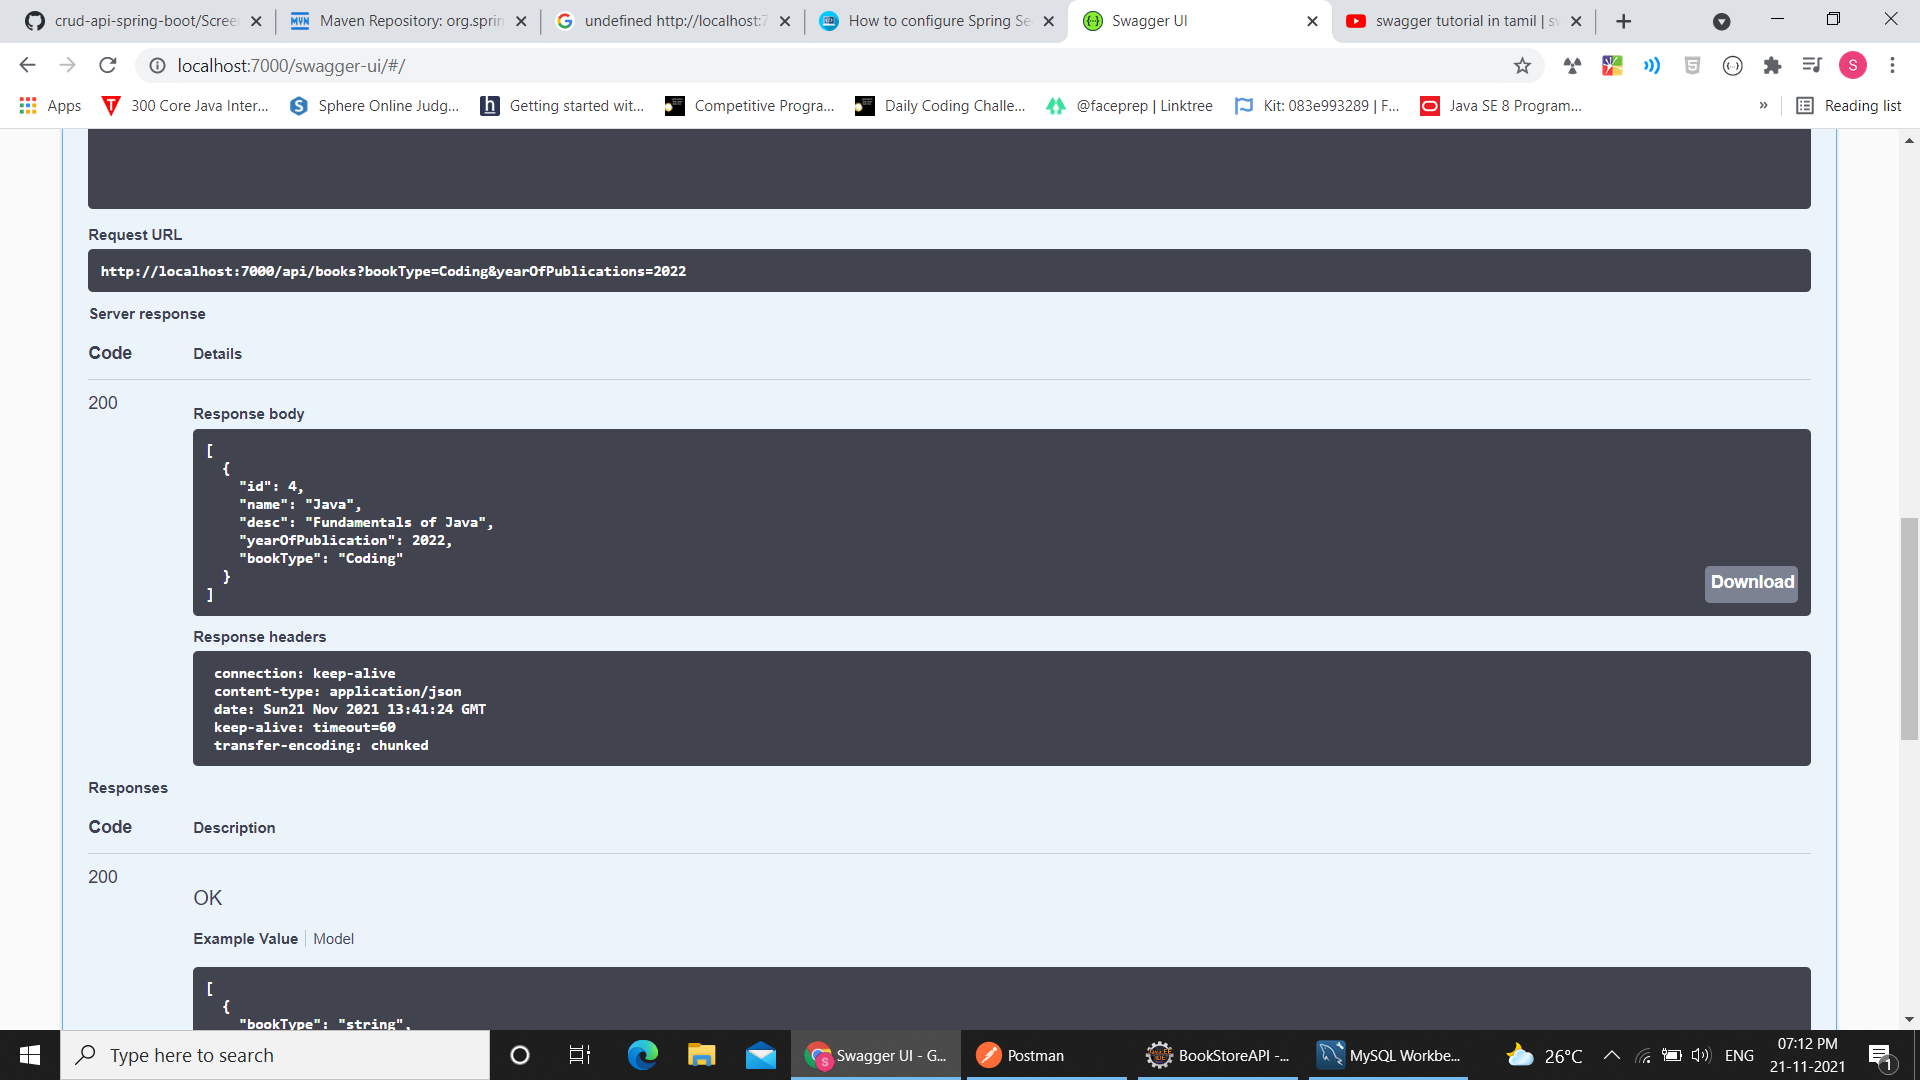 crud-api-spring-boot/Scree
Maven Repository: org.sprin
undefined http://localhost:7
How to configure Spring Se
Swagger UI
swagger tutorial in tamil | sw
localhost:7000/swagger-ui/#/
S
Apps
300 Core Java Inter...
Sphere Online Judg...
Getting started wit...
Competitive Progra...
Daily Coding Challe...
@faceprep | Linktree
Kit: 083e993289 | F...
Java SE 8 Program...
»
Reading list
Request URL
http://localhost:7000/api/books?bookType=Coding&yearOfPublications=2022
Server response
Code Details
200
Response body
[
{
"id": 4,
"name": "Java",
"desc": "Fundamentals of Java",
"yearOfPublication": 2022,
"bookType": "Coding"
}
]
Download
Response headers
connection: keep-alive
content-type: application/json
date: Sun21 Nov 2021 13:41:24 GMT
keep-alive: timeout=60
transfer-encoding: chunked
Responses
Code Description
200
OK
Example Value Model
[
{
"bookType": "string",
Type here to search
Swagger UI - G...
Postman
BookStoreAPI -...
MySQL Workbe...
26°C
ENG
07:12 PM
21-11-2021
1